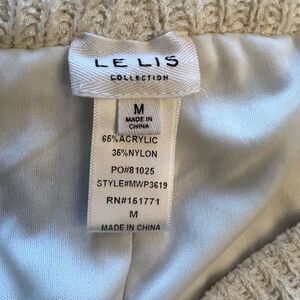 LE LIS
COLLECTION
M
MADE IN
CHINA
65%ACRYLIC
35%NYLON
PO#81025
STYLE#MWP3619
RN#151771
M
MADE IN CHINA